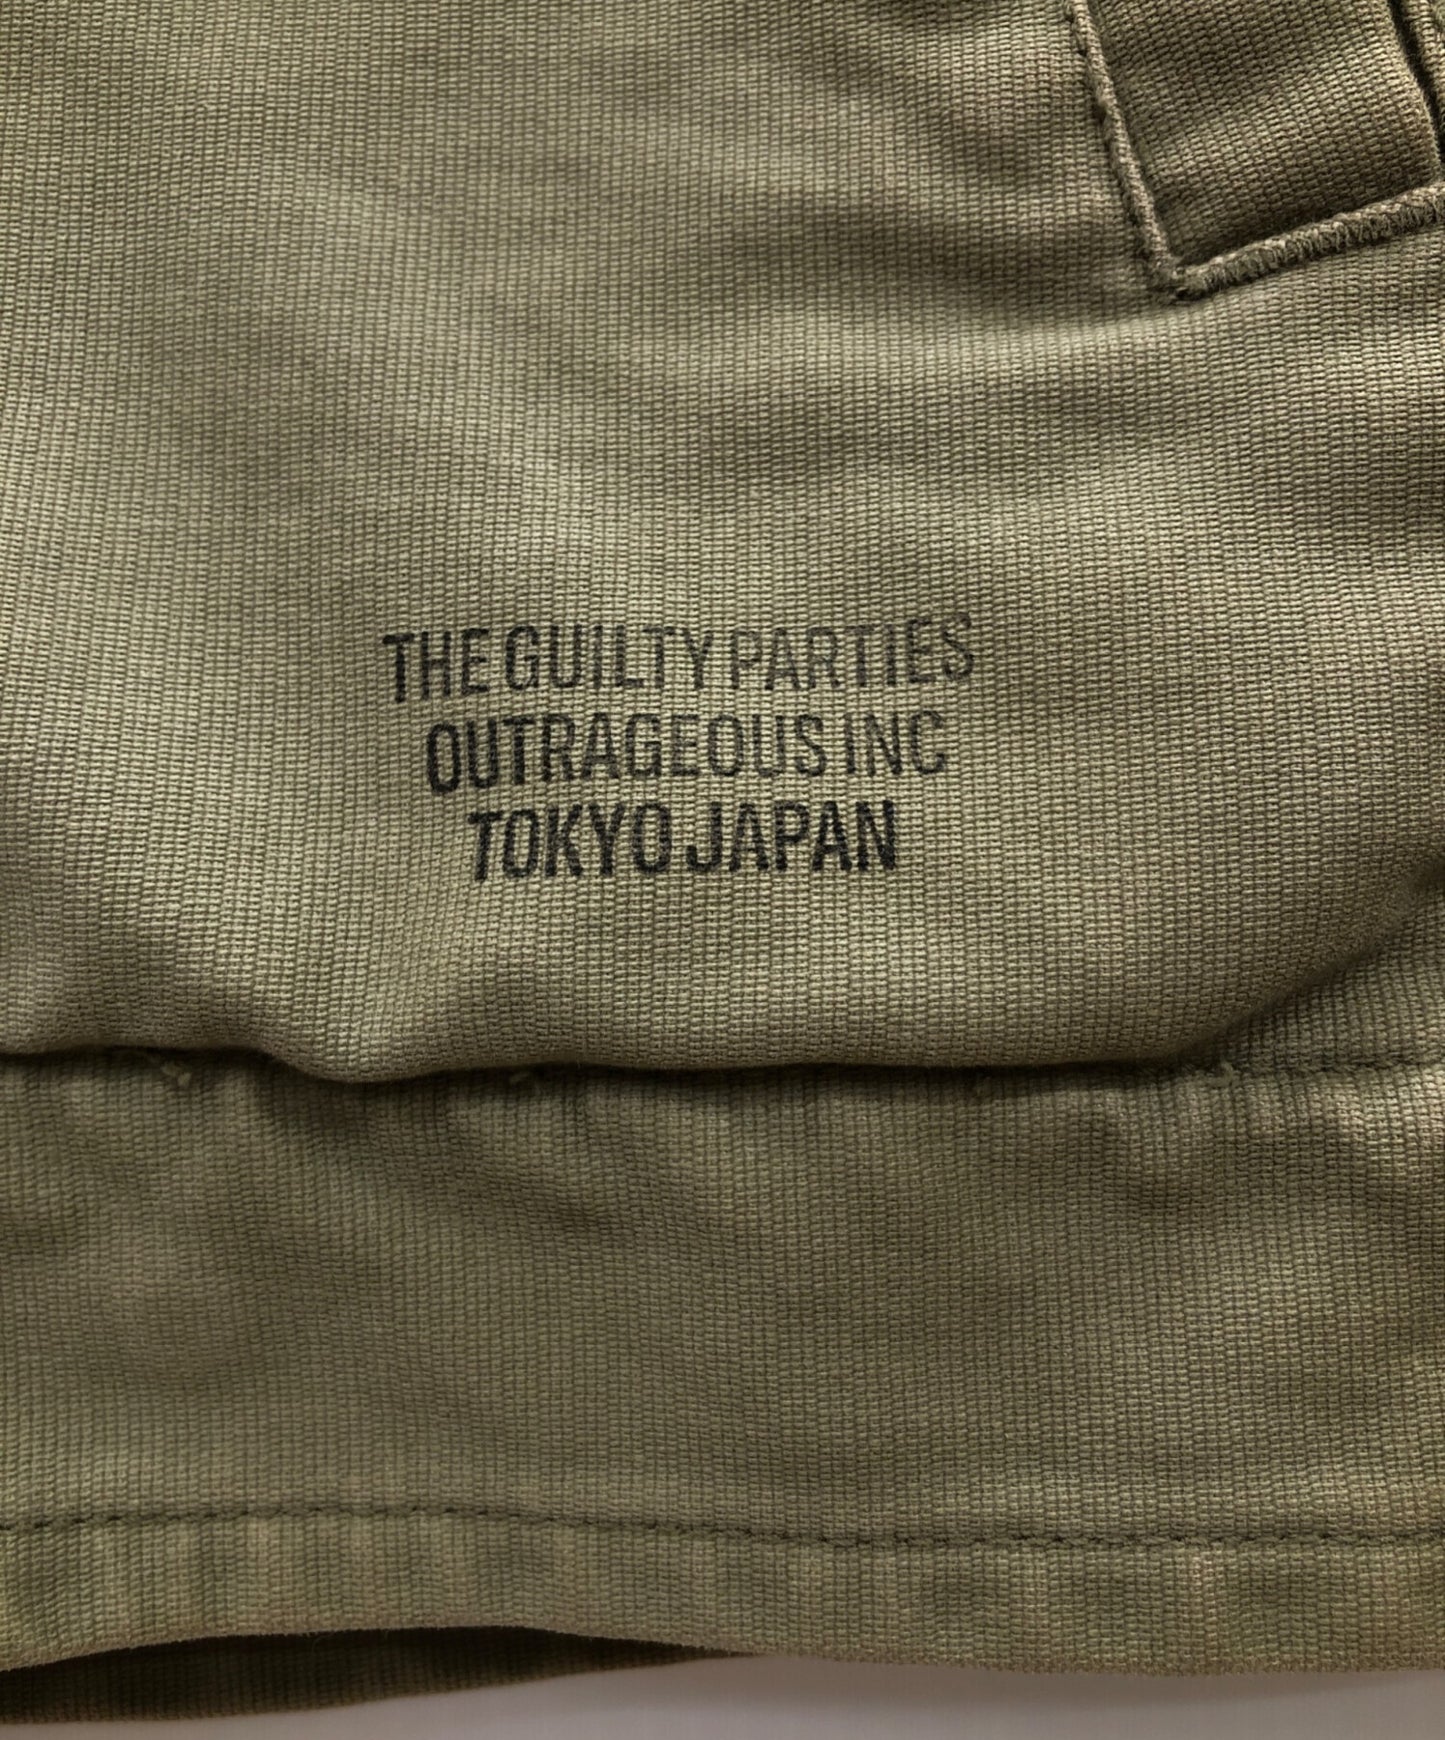 THE GUILTY PARTIES
OUTRAGEOUS INC
TOKYO JAPAN